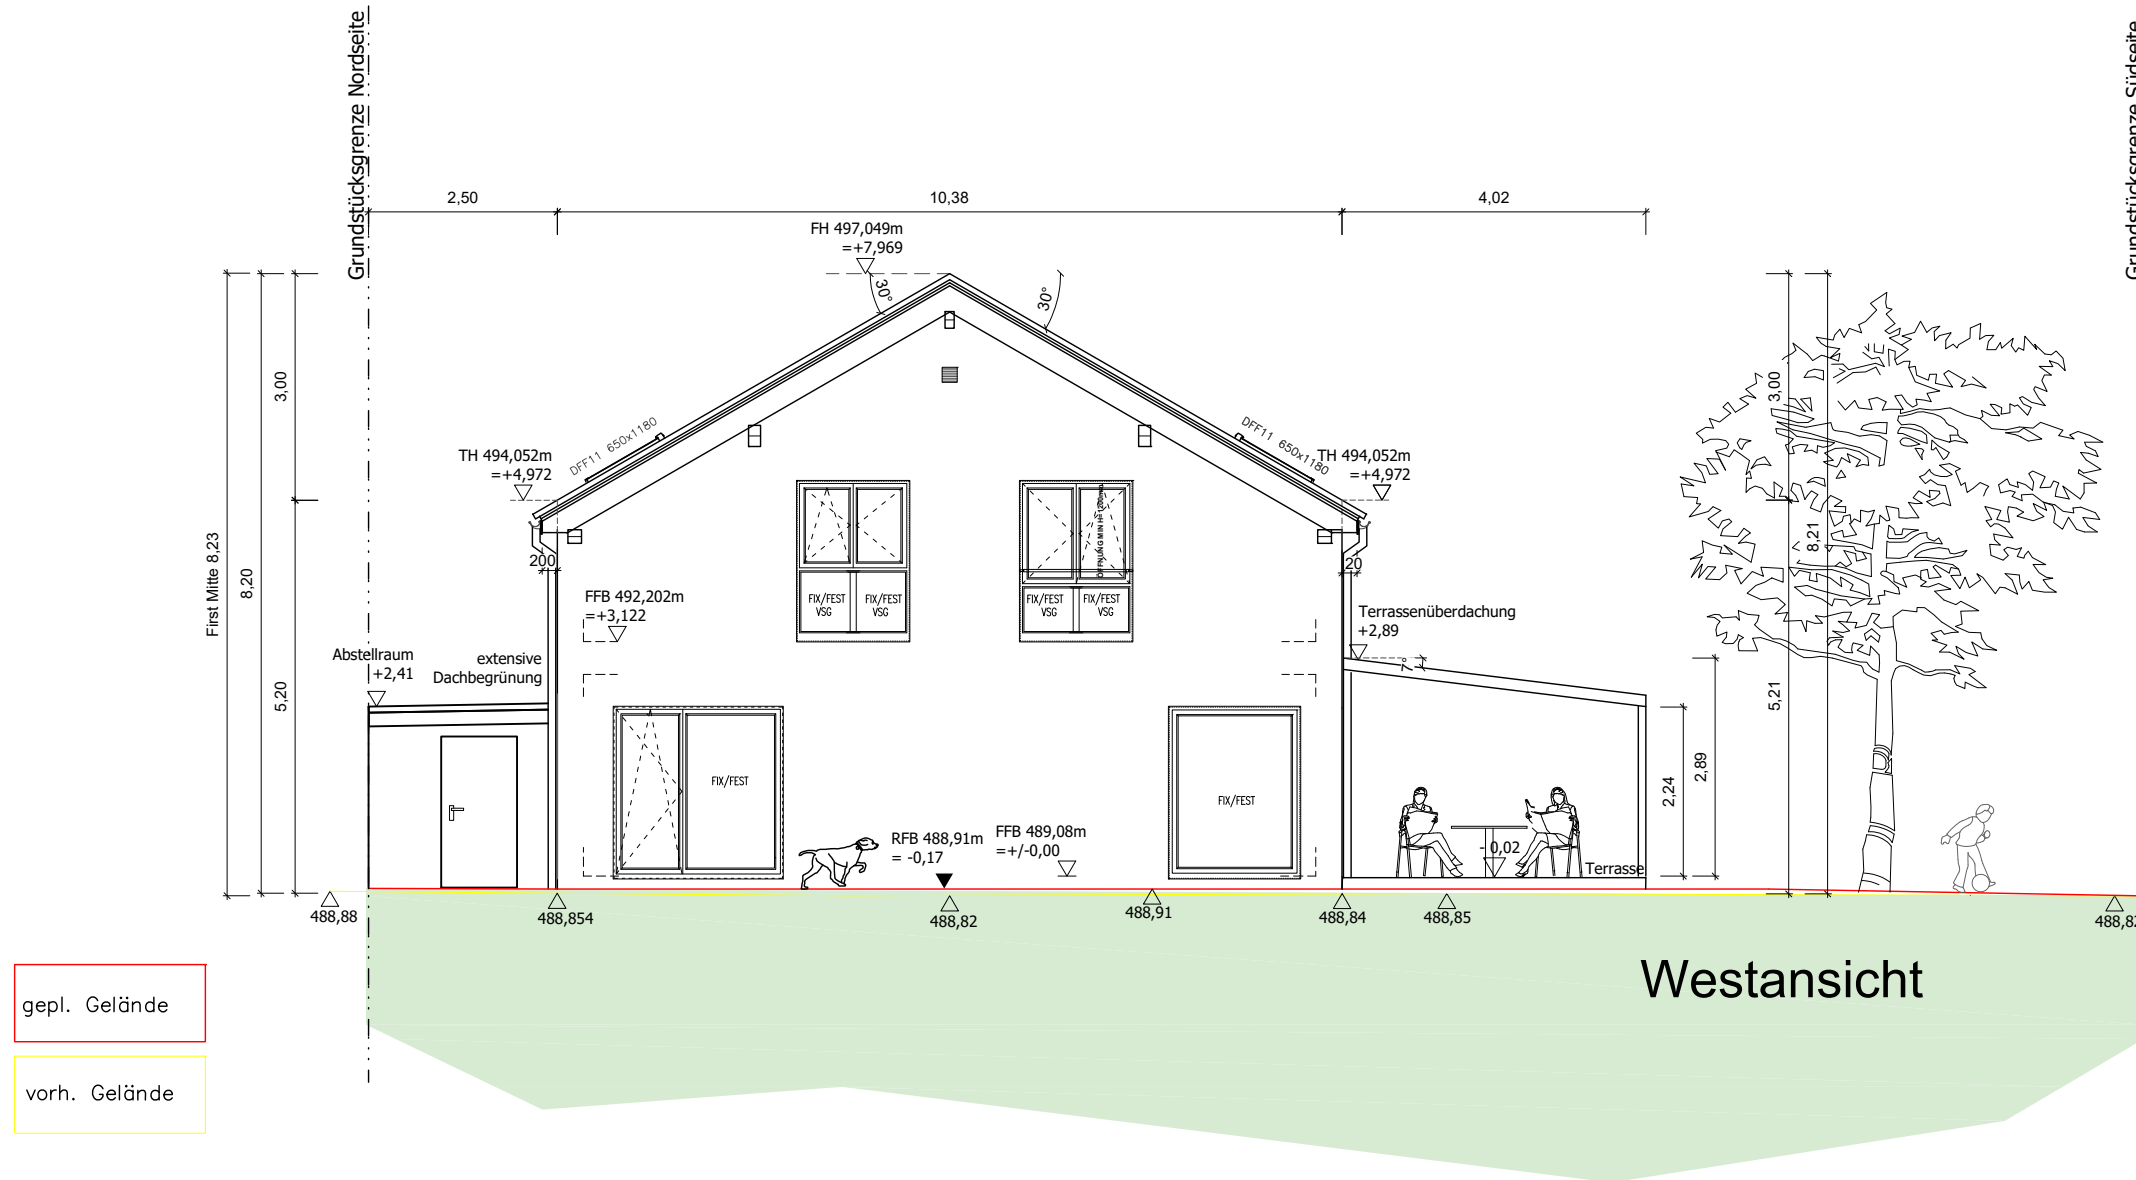 Grundstücksgrenze Nordseite
Grundstücksgrenze Südseite
2,50
10,38
4,02
FH 497,049m
=+7,969
30°
30°
3,00
8,20
First Mitte 8,23
5,20
TH 494,052m
=+4,972
DFF11 650x1180
DFF11 650x1180
TH 494,052m
=+4,972
3,00
8,21
5,21
200
20
ÖFFNUNG MIN H=1200mm
FIX/FEST
VSG
FIX/FEST
VSG
FIX/FEST
VSG
FIX/FEST
VSG
FFB 492,202m
=+3,122
Terrassenüberdachung
+2,89
7°
Abstellraum
+2,41
extensive
Dachbegrünung
FIX/FEST
FIX/FEST
2,24
2,89
RFB 488,91m
= -0,17
FFB 489,08m
=+/-0,00
- 0,02
Terrasse
488,88
488,854
488,82
488,91
488,84
488,85
Westansicht
gepl. Gelände
vorh. Gelände